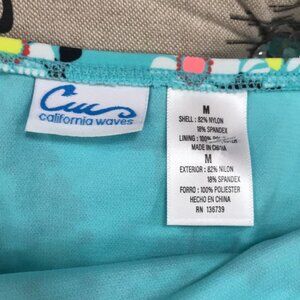 Cw
california waves
M
SHELL : 82% NYLON
18% SPANDEX
LINING : 100%
MADE IN CHINA
M
EXTERIOR : 82% NILON
18% SPANDEX
FORRO : 100% POLIESTER
HECHO EN CHINA
RN 136739